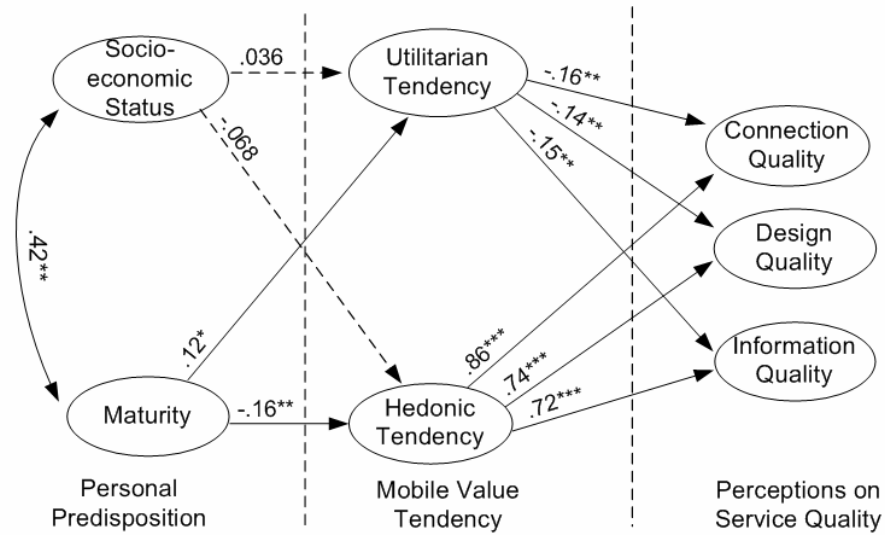 Socio-
economic
Status
.036
-.068
.42**
Maturity
.12*
-.16**
Utilitarian
Tendency
-.16**
-.14**
-.15**
Hedonic
Tendency
.86***
.74***
.72***
Connection
Quality
Design
Quality
Information
Quality
Personal
Predisposition
Mobile Value
Tendency
Perceptions on
Service Quality